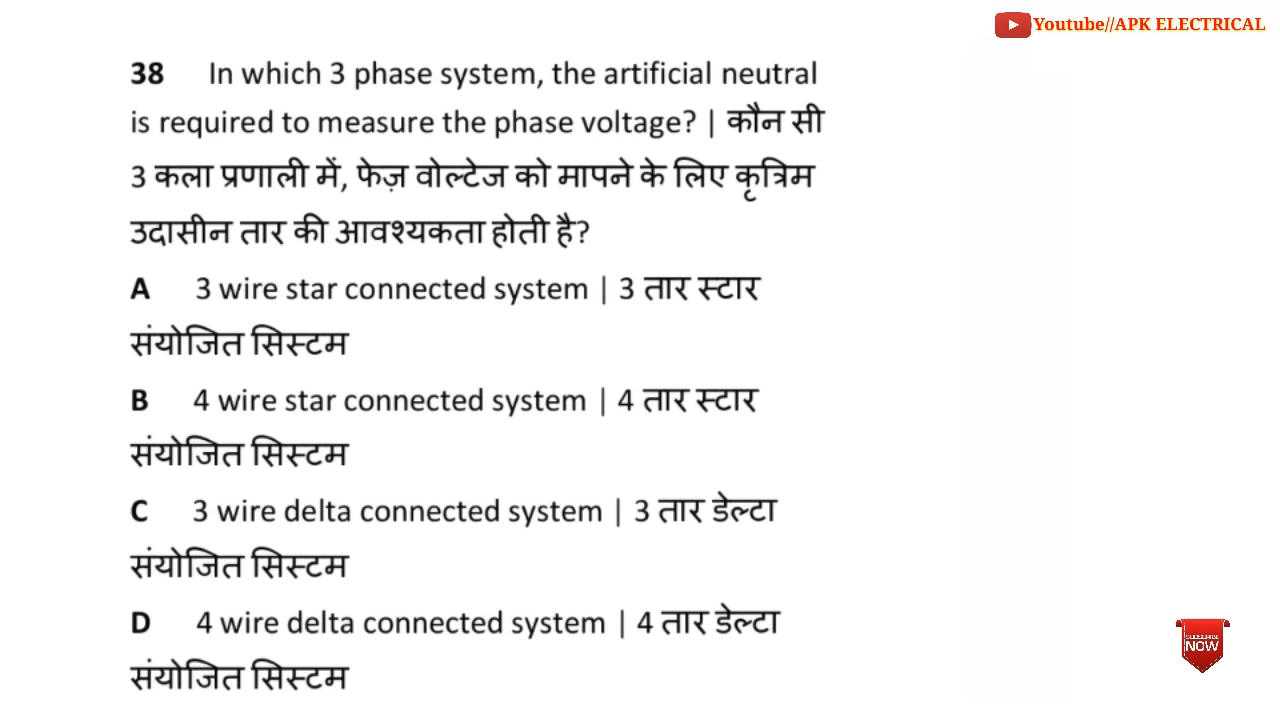 Youtube//APK ELECTRICAL
38 In which 3 phase system, the artificial neutral
is required to measure the phase voltage? | कौन सी
3 कला प्रणाली में, फेज़ वोल्टेज को मापने के लिए कृत्रिम
उदासीन तार की आवश्यकता होती है?
A 3 wire star connected system | 3 तार स्टार
संयोजित सिस्टम
B 4 wire star connected system | 4 तार स्टार
संयोजित सिस्टम
C 3 wire delta connected system | 3 तार डेल्टा
संयोजित सिस्टम
D 4 wire delta connected system | 4 तार डेल्टा
संयोजित सिस्टम
SUBSCRIBE
NOW